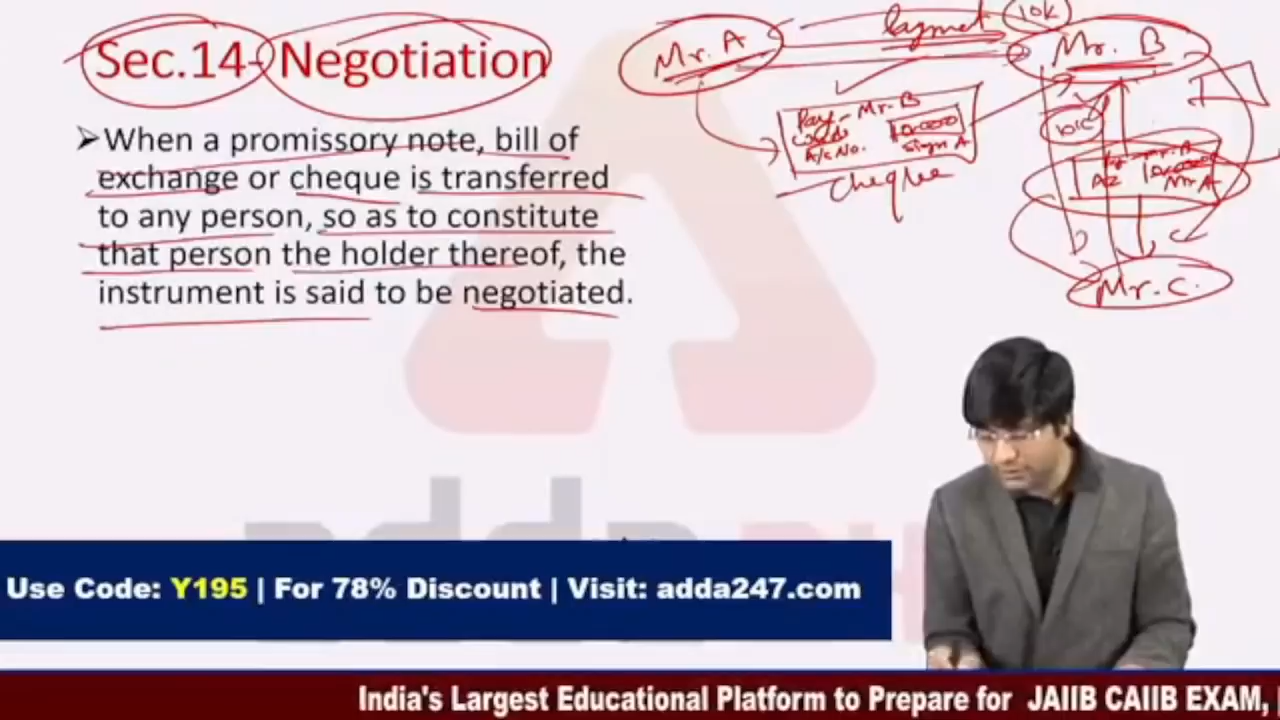 Sec.14- Negotiation
➢When a promissory note, bill of
exchange or cheque is transferred
to any person, so as to constitute
that person the holder thereof, the
instrument is said to be negotiated.
Mr. A
payment
10K
Mr. B
Pay - Mr. B
A/c No.
Sign A
Cheque
10K
Mr. A
Mr. C.
adda
Use Code: Y195 | For 78% Discount | Visit: adda247.com
India's Largest Educational Platform to Prepare for JAIIB CAIIB EXAM,